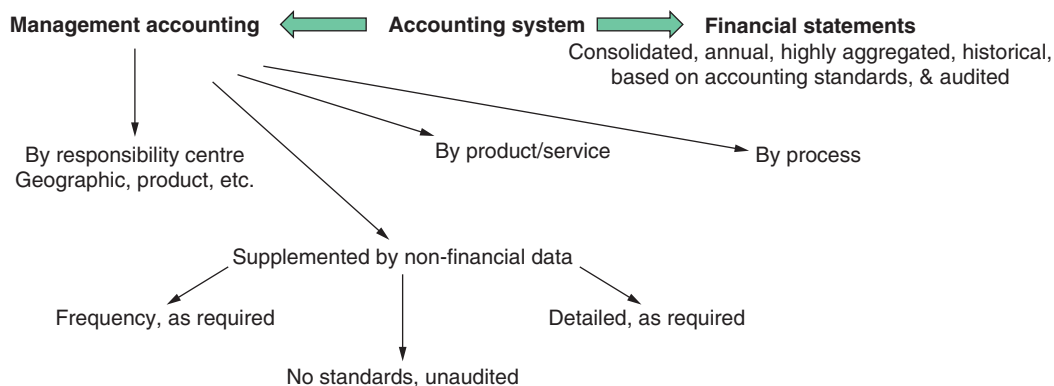 Management accounting
Accounting system
Financial statements
Consolidated, annual, highly aggregated, historical,
based on accounting standards, & audited
By responsibility centre
Geographic, product, etc.
By product/service
By process
Supplemented by non-financial data
Frequency, as required
Detailed, as required
No standards, unaudited